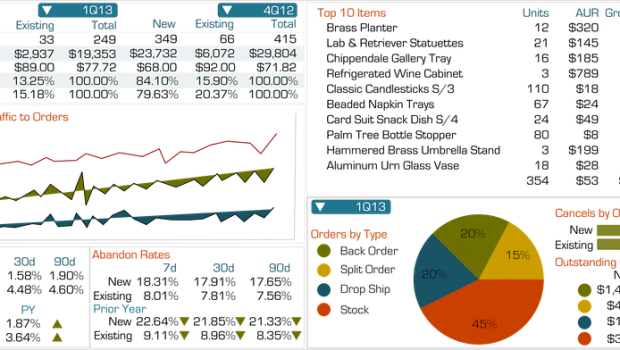 1Q13 4Q12
Existing Total New Existing Total
33 249 349 66 415
$2,937 $19,353 $23,732 $6,072 $29,804
$89.00 $77.72 $68.00 $92.00 $71.82
13.25% 100.00% 84.10% 15.90% 100.00%
15.18% 100.00% 79.63% 20.37% 100.00%
affic to Orders
30d 90d
1.58% 1.90%
4.48% 4.60%
PY
1.87%
3.64%
Abandon Rates
7d 30d 90d
New 18.31% 17.91% 17.65%
Existing 8.01% 7.81% 7.56%
Prior Year
New 22.64% 21.85% 21.33%
Existing 9.11% 8.96% 8.35%
Top 10 Items Units AUR Gro
Brass Planter 12 $320
Lab & Retriever Statuettes 21 $145
Chippendale Gallery Tray 16 $185
Refrigerated Wine Cabinet 3 $789
Classic Candlesticks S/3 110 $18
Beaded Napkin Trays 67 $24
Card Suit Snack Dish S/4 24 $49
Palm Tree Bottle Stopper 80 $8
Hammered Brass Umbrella Stand 3 $199
Aluminum Urn Glass Vase 18 $28
354 $53 $
1Q13
Orders by Type
Back Order
Split Order
Drop Ship
Stock
20%
15%
20%
45%
Cancels by O
New
Existing
Outstanding
N
$1,4
$4
$1
$3